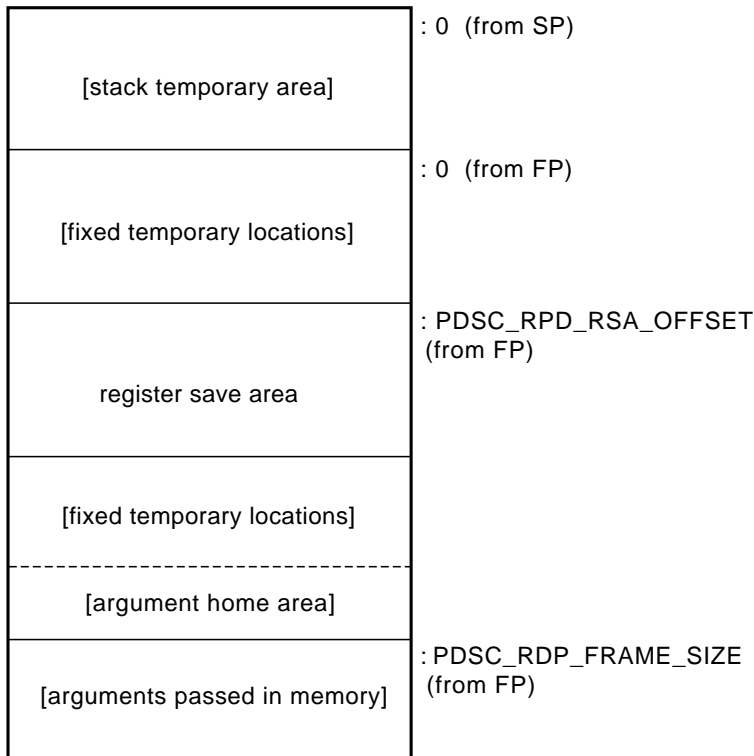 : 0 (from SP)
[stack temporary area]
: 0 (from FP)
[fixed temporary locations]
: PDSC_RPD_RSA_OFFSET
(from FP)
register save area
[fixed temporary locations]
[argument home area]
: PDSC_RDP_FRAME_SIZE
(from FP)
[arguments passed in memory]